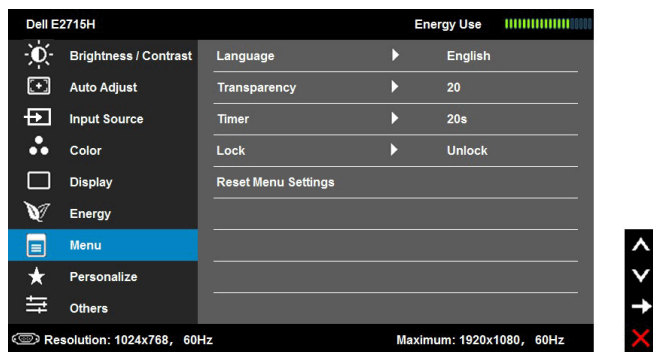 Dell E2715H Energy Use
Brightness / Contrast Language English
Auto Adjust Transparency 20
Input Source Timer 20s
Color Lock Unlock
Display Reset Menu Settings
Energy
Menu
Personalize
Others
Resolution: 1024x768, 60Hz Maximum: 1920x1080, 60Hz